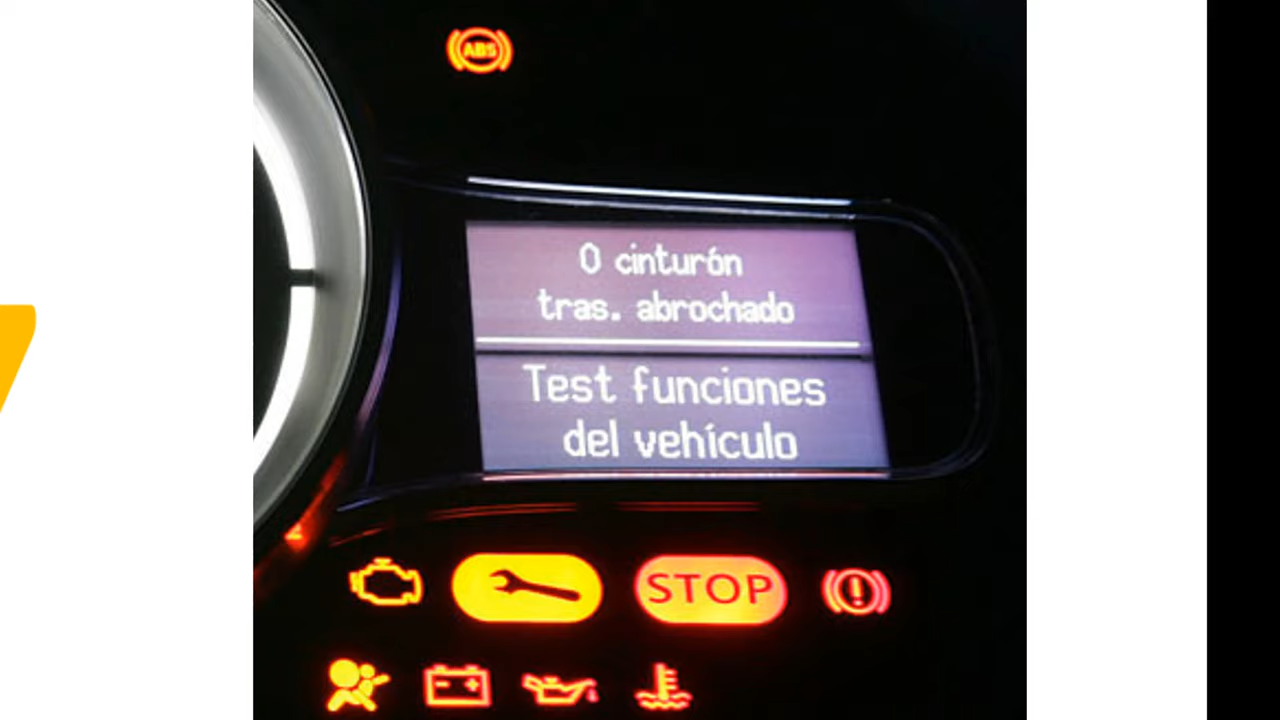 ABS
0 cinturón
tras. abrochado
Test funciones
del vehículo
STOP